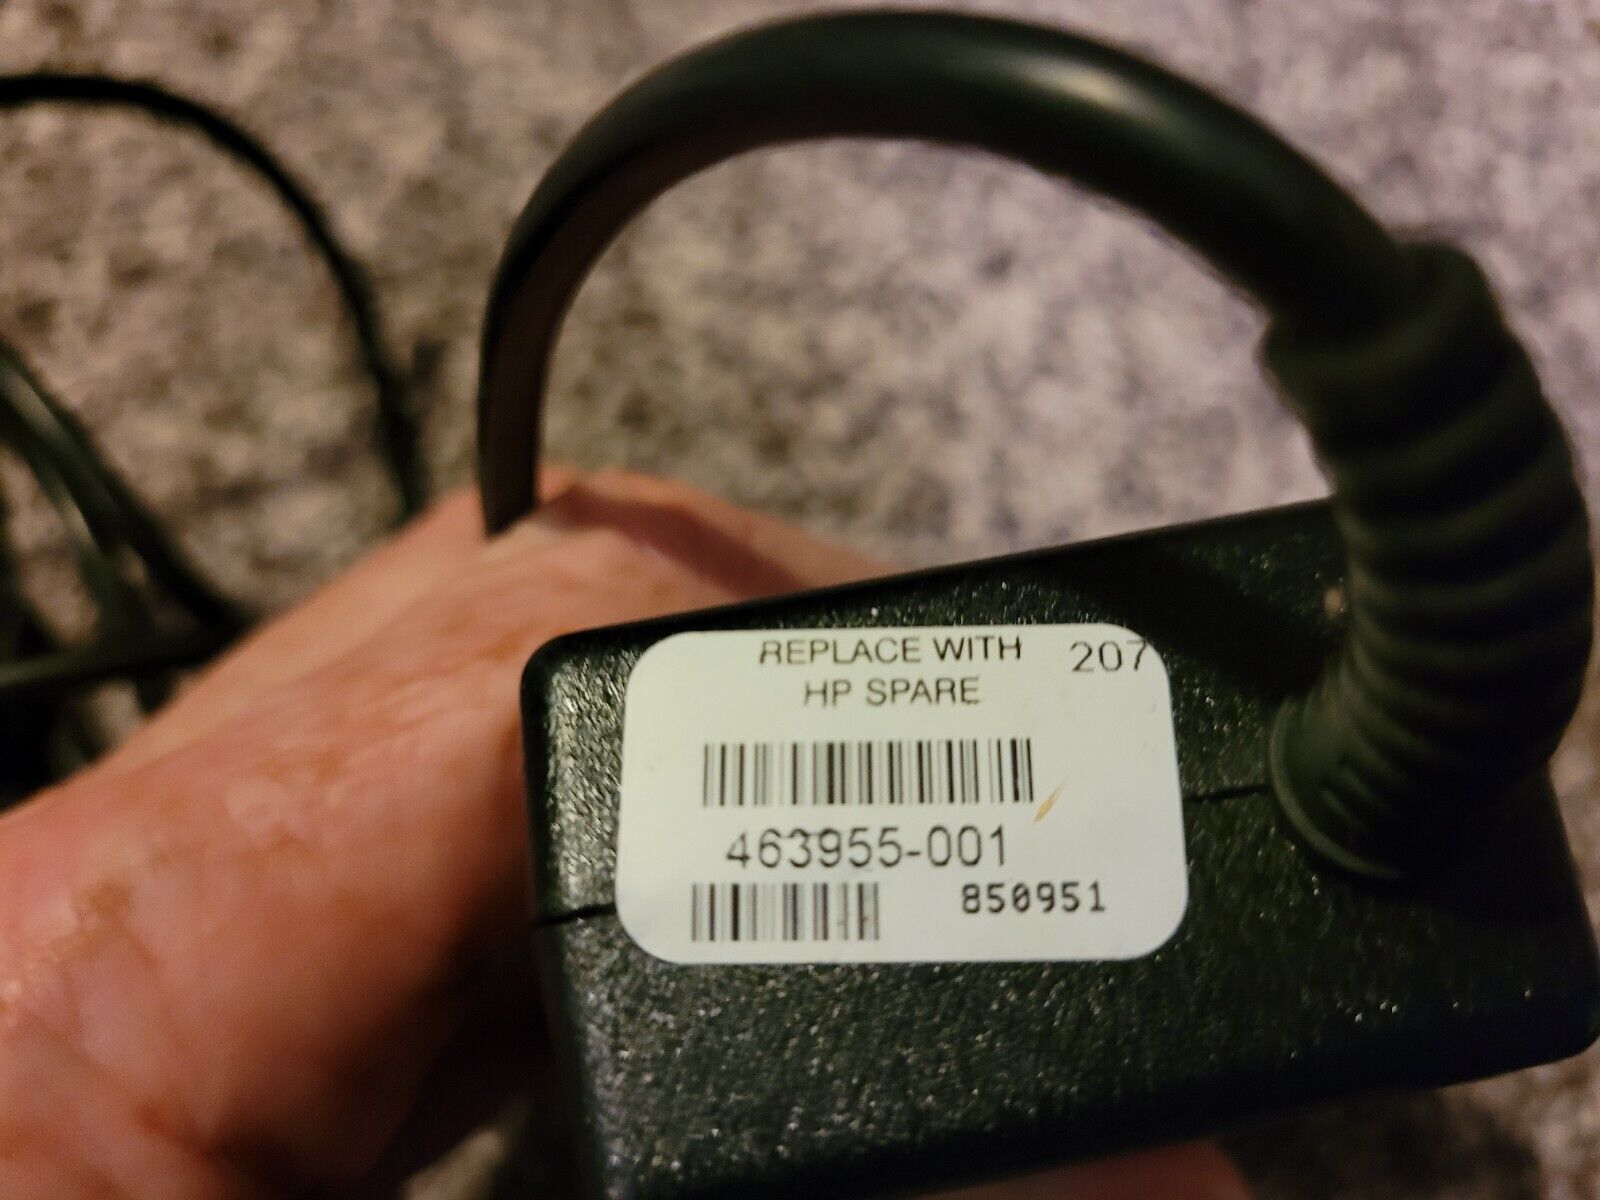 REPLACE WITH 207
HP SPARE
463955-001
850951